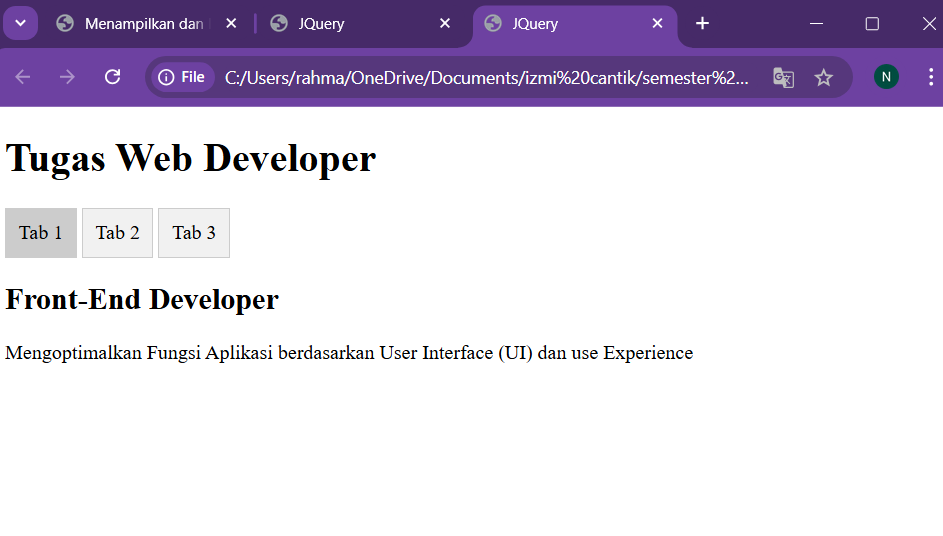 Menampilkan dan
JQuery
JQuery
File
C:/Users/rahma/OneDrive/Documents/izmi%20cantik/semester%2...
N
Tugas Web Developer
Tab 1
Tab 2
Tab 3
Front-End Developer
Mengoptimalkan Fungsi Aplikasi berdasarkan User Interface (UI) dan use Experience